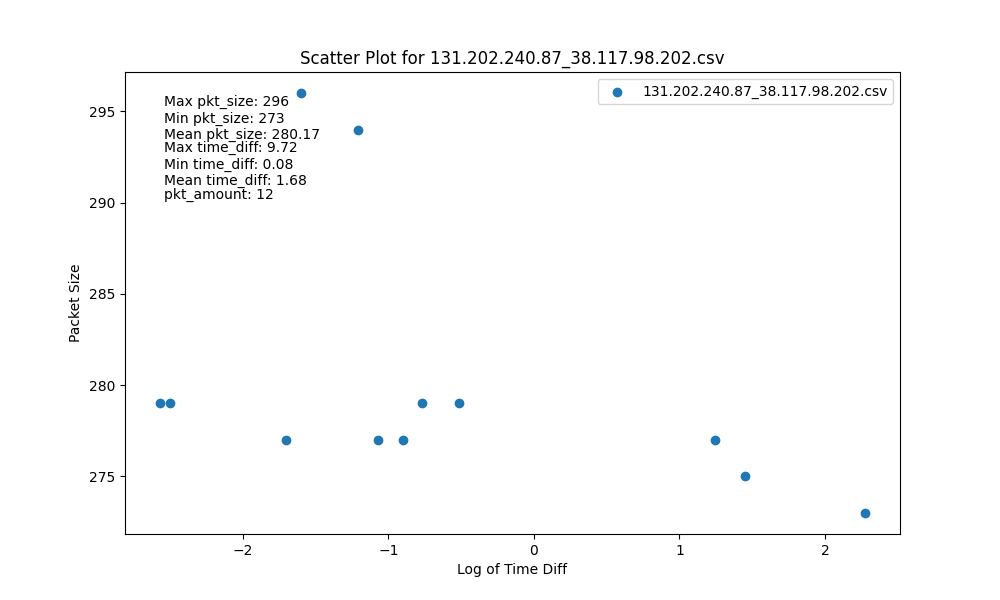 Scatter Plot for 131.202.240.87_38.117.98.202.csv
131.202.240.87_38.117.98.202.csv
Max pkt_size: 296
Min pkt_size: 273
Mean pkt_size: 280.17
Max time_diff: 9.72
Min time_diff: 0.08
Mean time_diff: 1.68
pkt_amount: 12
Packet Size
295
290
285
280
275
−2
−1
0
1
2
Log of Time Diff